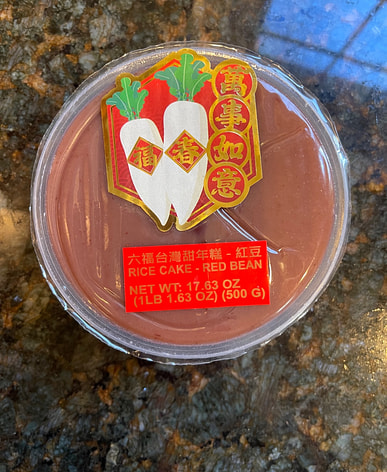 萬事如意
福 春
六福台灣甜年糕 - 紅豆
RICE CAKE - RED BEAN
NET WT: 17.63 OZ
(1LB 1.63 OZ) (500 G)